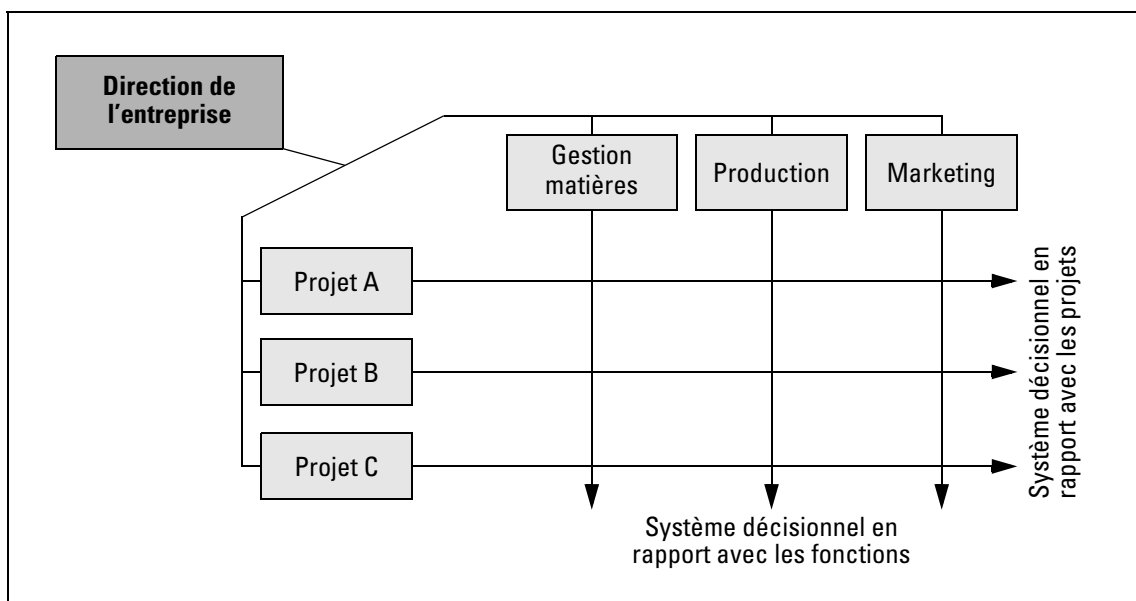 Direction de
l'entreprise
Gestion
matières
Production
Marketing
Projet A
Projet B
Projet C
Système décisionnel en
rapport avec les projets
Système décisionnel en
rapport avec les fonctions